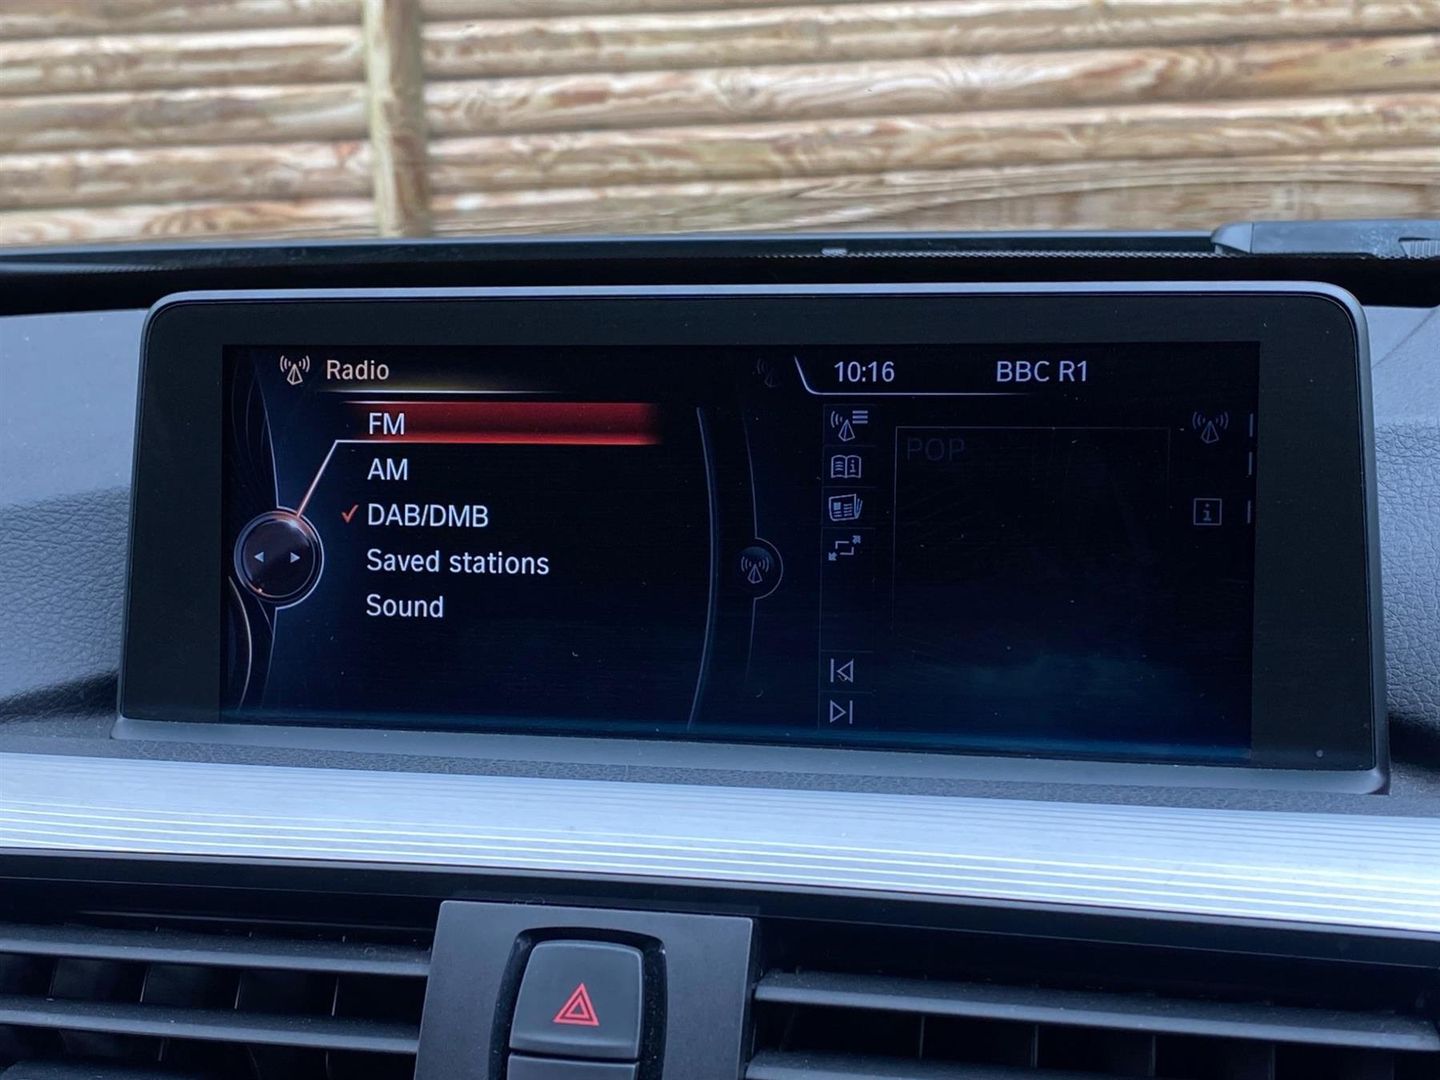 Radio
10:16 BBC R1
FM
AM
DAB/DMB
Saved stations
Sound
POP